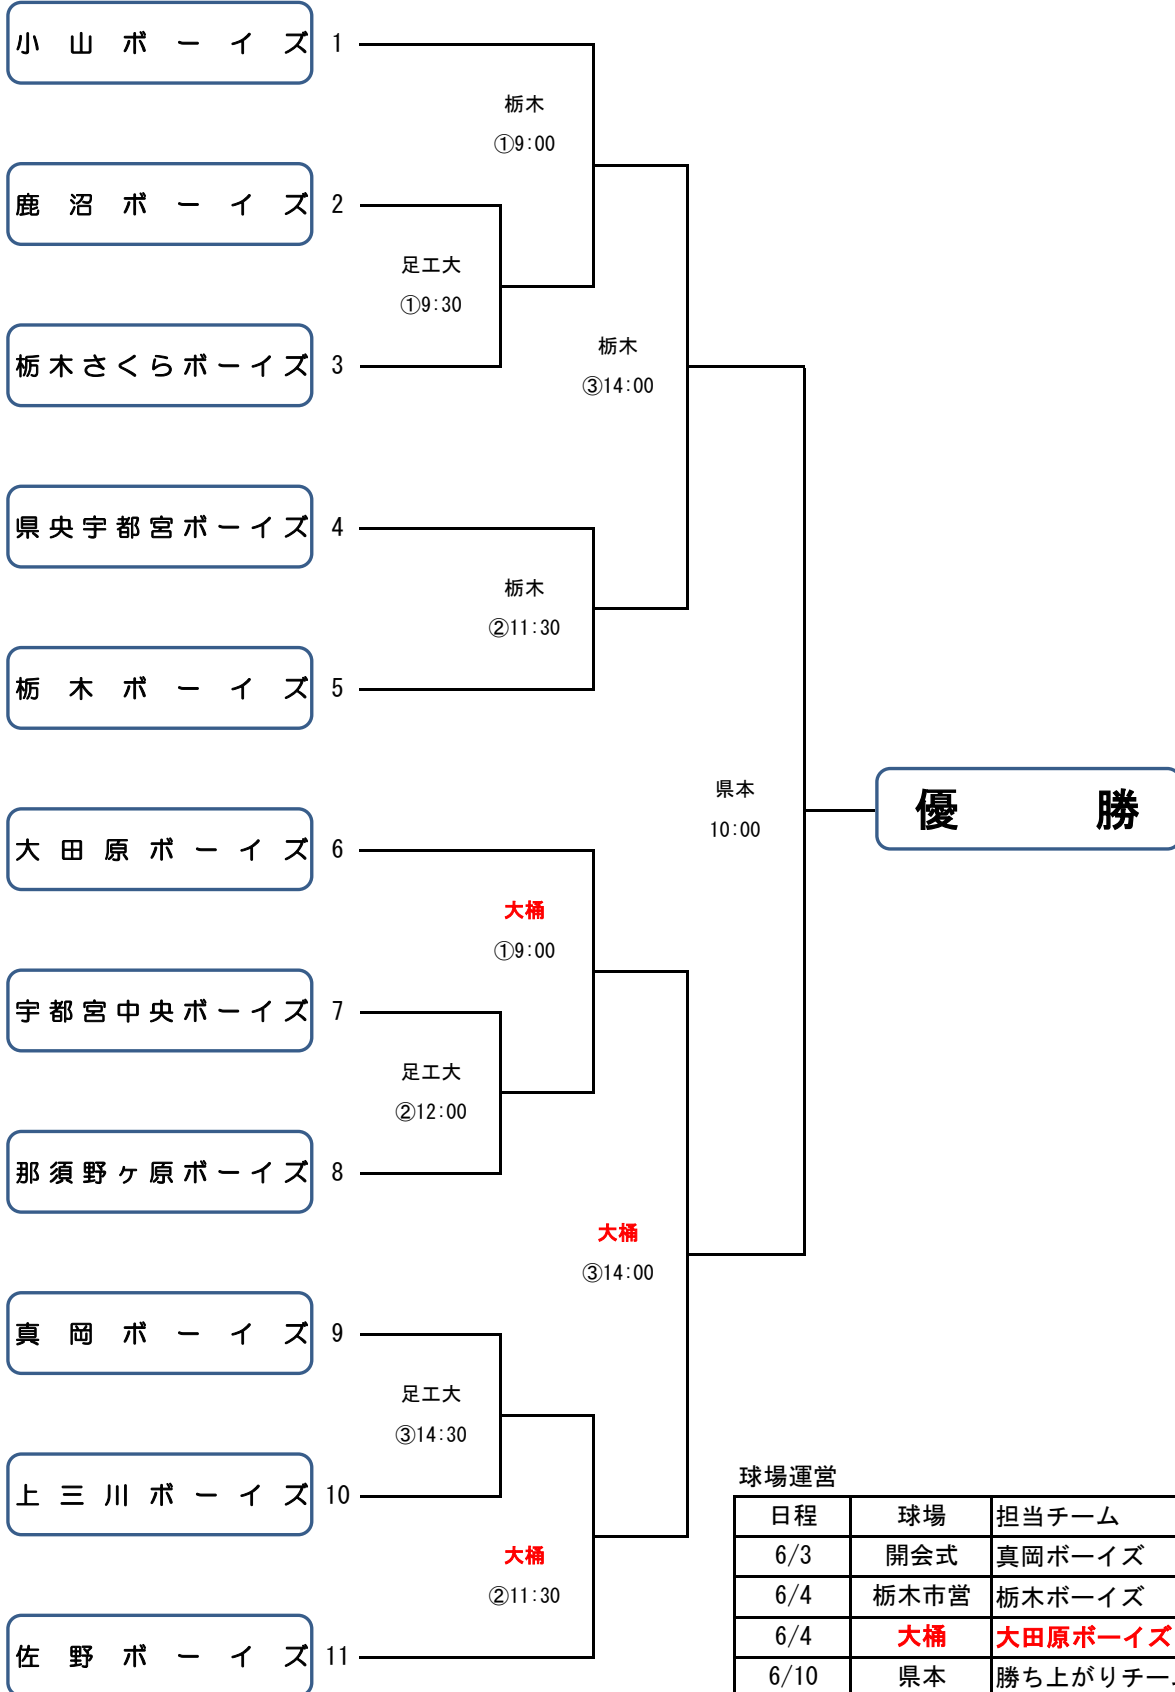 小山ボーイズ 1
栃木
①9:00
鹿沼ボーイズ 2
足工大
①9:30
栃木さくらボーイズ 3
栃木
③14:00
県央宇都宮ボーイズ 4
栃木
②11:30
栃木ボーイズ 5
県本
10:00
優勝
大田原ボーイズ 6
大桶
①9:00
宇都宮中央ボーイズ 7
足工大
②12:00
那須野ヶ原ボーイズ 8
大桶
③14:00
真岡ボーイズ 9
足工大
③14:30
上三川ボーイズ 10
大桶
②11:30
佐野ボーイズ 11
球場運営
日程 球場 担当チーム
6/3 開会式 真岡ボーイズ
6/4 栃木市営 栃木ボーイズ
6/4 大桶 大田原ボーイズ
6/10 県本 勝ち上がりチー